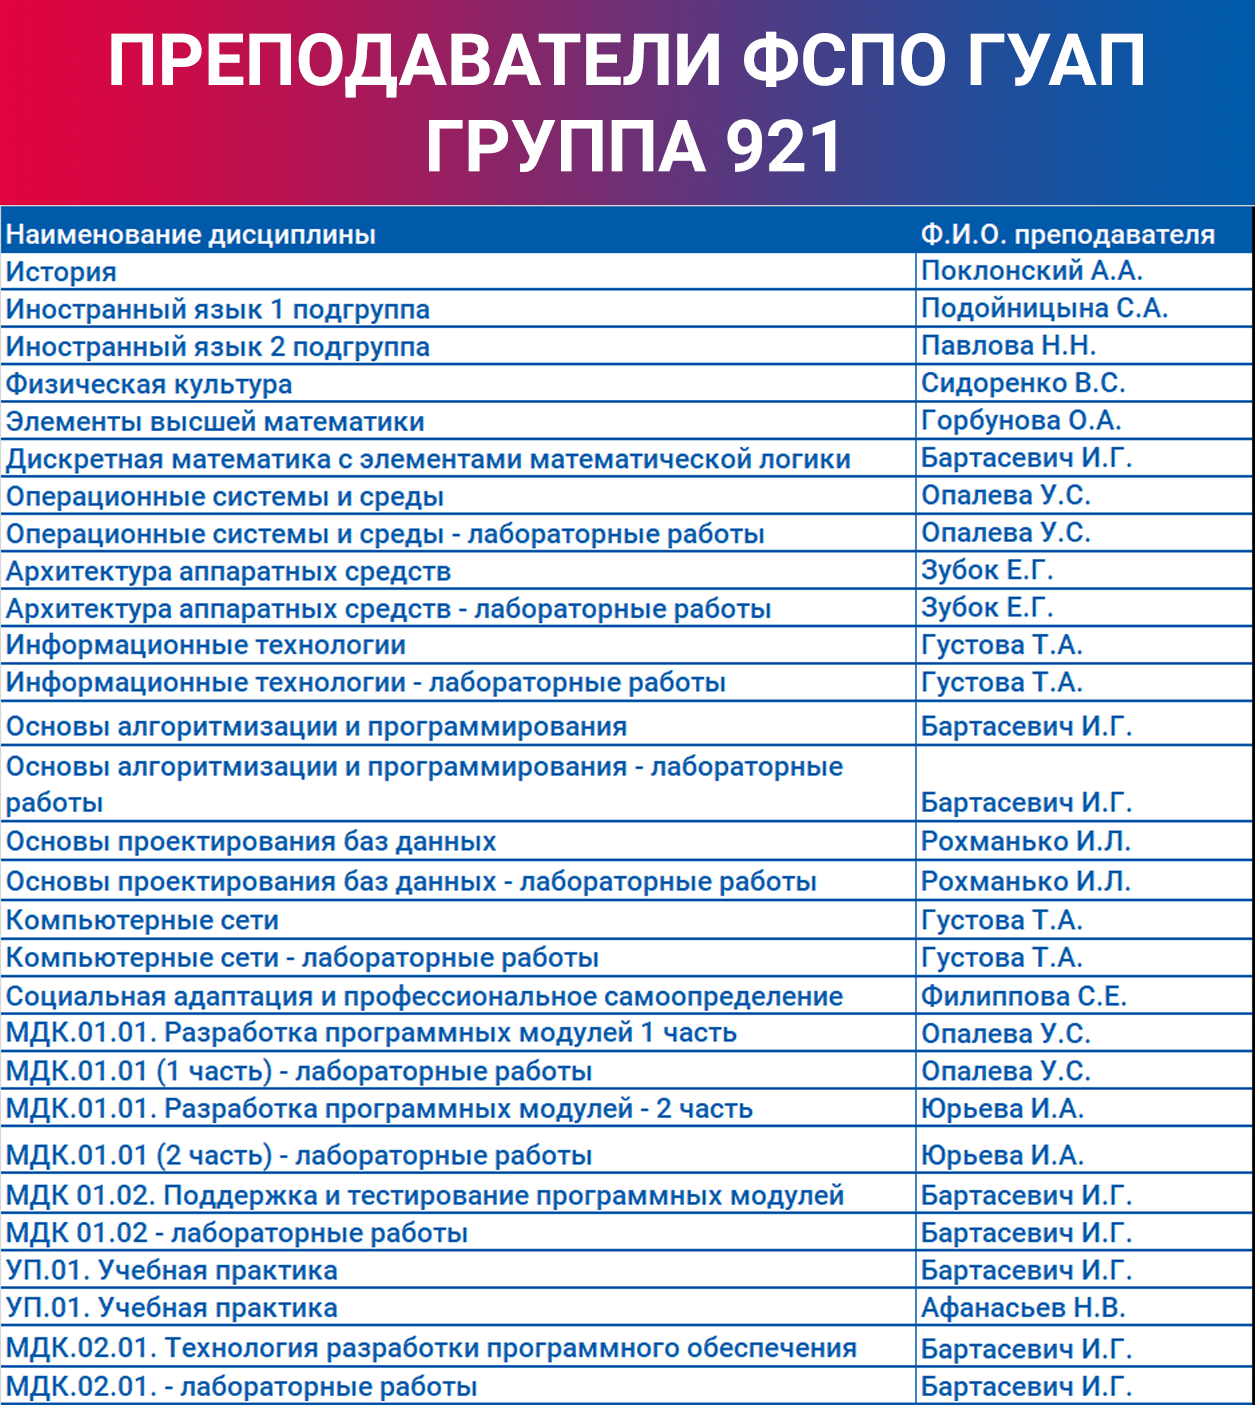 ПРЕПОДАВАТЕЛИ ФСПО ГУАП
ГРУППА 921
Наименование дисциплины Ф.И.О. преподавателя
История Поклонский А.А.
Иностранный язык 1 подгруппа Подойницына С.А.
Иностранный язык 2 подгруппа Павлова Н.Н.
Физическая культура Сидоренко В.С.
Элементы высшей математики Горбунова О.А.
Дискретная математика с элементами математической логики Бартасевич И.Г.
Операционные системы и среды Опалева У.С.
Операционные системы и среды - лабораторные работы Опалева У.С.
Архитектура аппаратных средств Зубок Е.Г.
Архитектура аппаратных средств - лабораторные работы Зубок Е.Г.
Информационные технологии Густова Т.А.
Информационные технологии - лабораторные работы Густова Т.А.
Основы алгоритмизации и программирования Бартасевич И.Г.
Основы алгоритмизации и программирования - лабораторные
работы Бартасевич И.Г.
Основы проектирования баз данных Рохманько И.Л.
Основы проектирования баз данных - лабораторные работы Рохманько И.Л.
Компьютерные сети Густова Т.А.
Компьютерные сети - лабораторные работы Густова Т.А.
Социальная адаптация и профессиональное самоопределение Филиппова С.Е.
МДК.01.01. Разработка программных модулей 1 часть Опалева У.С.
МДК.01.01 (1 часть) - лабораторные работы Опалева У.С.
МДК.01.01. Разработка программных модулей - 2 часть Юрьева И.А.
МДК.01.01 (2 часть) - лабораторные работы Юрьева И.А.
МДК 01.02. Поддержка и тестирование программных модулей Бартасевич И.Г.
МДК 01.02 - лабораторные работы Бартасевич И.Г.
УП.01. Учебная практика Бартасевич И.Г.
УП.01. Учебная практика Афанасьев Н.В.
МДК.02.01. Технология разработки программного обеспечения Бартасевич И.Г.
МДК.02.01. - лабораторные работы Бартасевич И.Г.